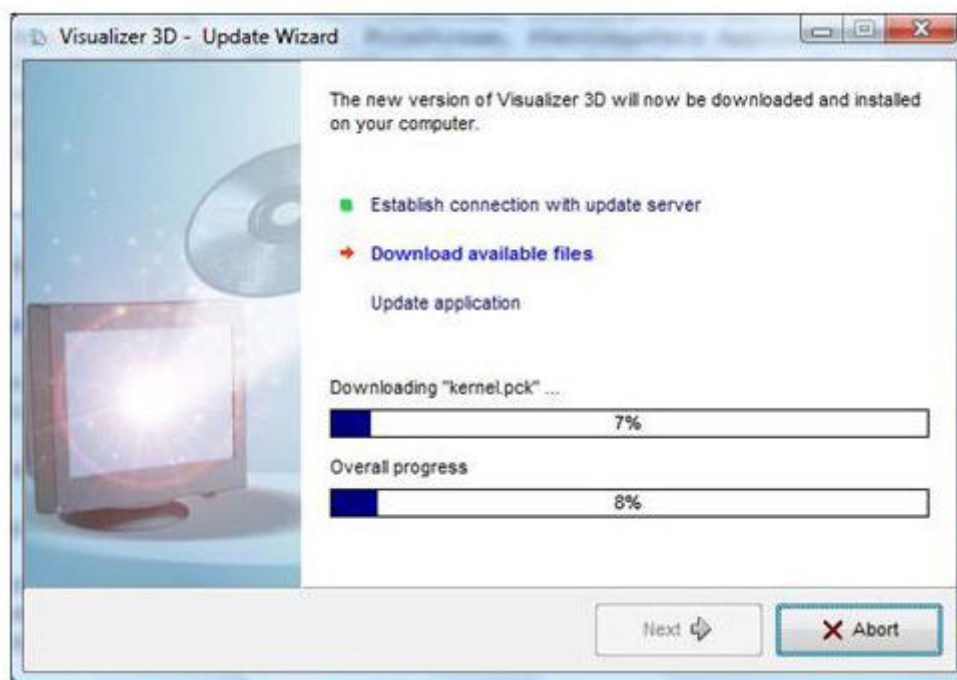 Visualizer 3D - Update Wizard
The new version of Visualizer 3D will now be downloaded and installed
on your computer.
Establish connection with update server
Download available files
Update application
Downloading "kernel.pck" ...
7%
Overall progress
8%
Next
Abort